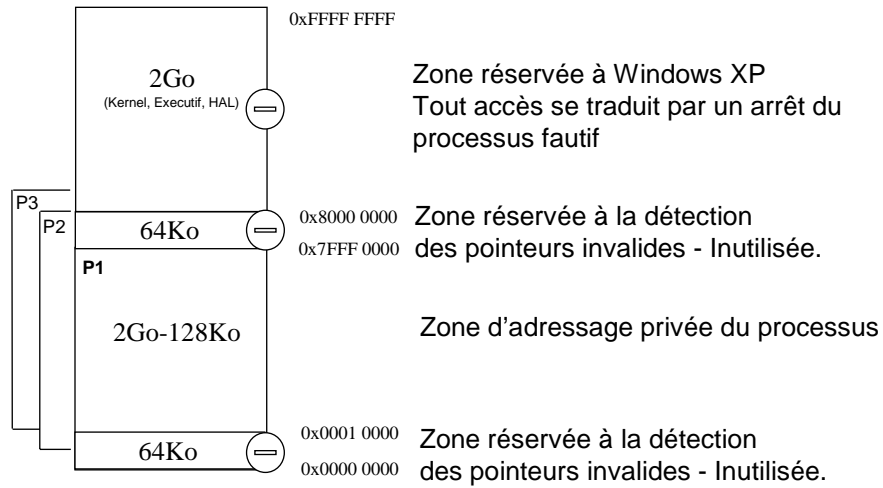 0xFFFF FFFF
2Go
(Kernel, Executif, HAL)
Zone réservée à Windows XP
Tout accès se traduit par un arrêt du
processus fautif
P3
P2
64Ko
0x8000 0000
0x7FFF 0000
Zone réservée à la détection
des pointeurs invalides - Inutilisée.
P1
2Go-128Ko
Zone d'adressage privée du processus
64Ko
0x0001 0000
0x0000 0000
Zone réservée à la détection
des pointeurs invalides - Inutilisée.